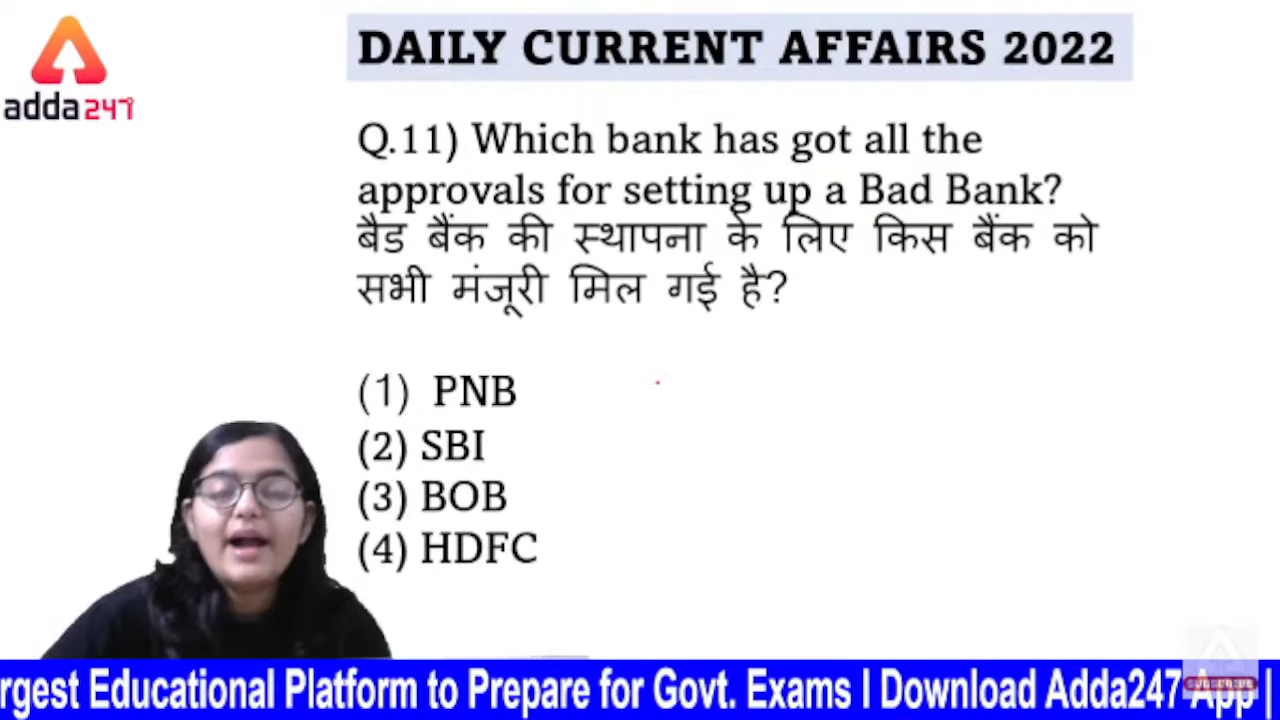 adda247
DAILY CURRENT AFFAIRS 2022
Q.11) Which bank has got all the
approvals for setting up a Bad Bank?
बैड बैंक की स्थापना के लिए किस बैंक को
सभी मंजूरी मिल गई है?
(1) PNB
(2) SBI
(3) BOB
(4) HDFC
SUBSCRIBE
rgest Educational Platform to Prepare for Govt. Exams I Download Adda247 App |